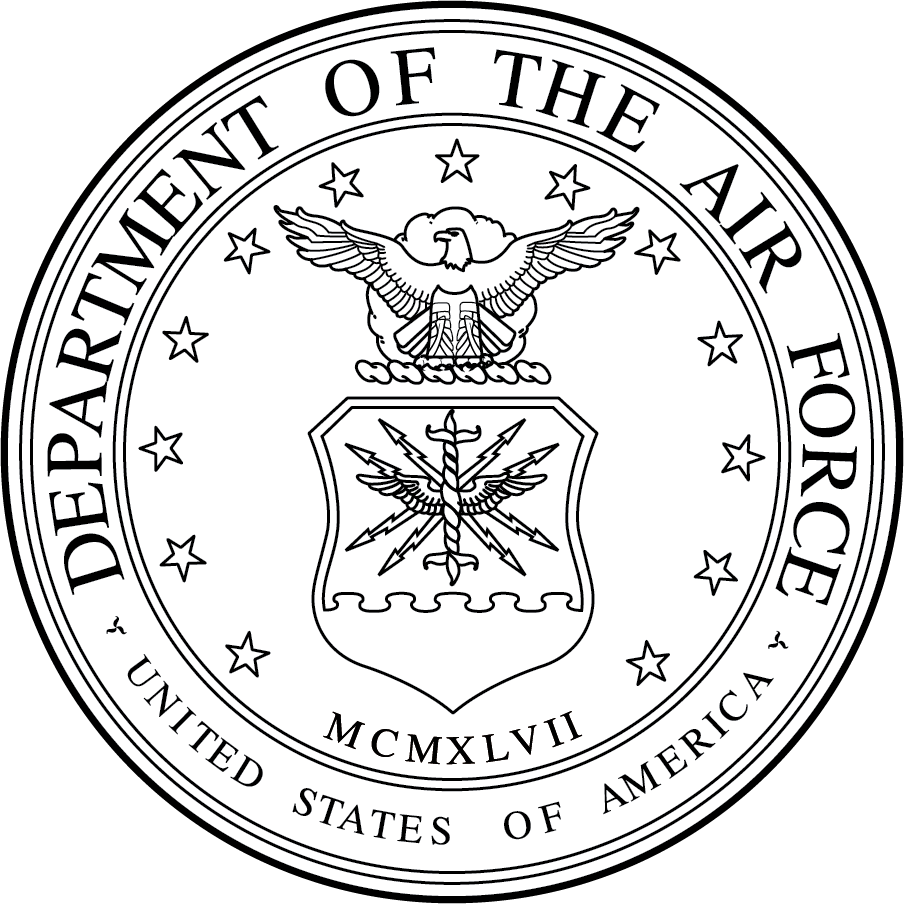 DEPARTMENT OF THE AIR FORCE
MCMXLVII
UNITED STATES OF AMERICA